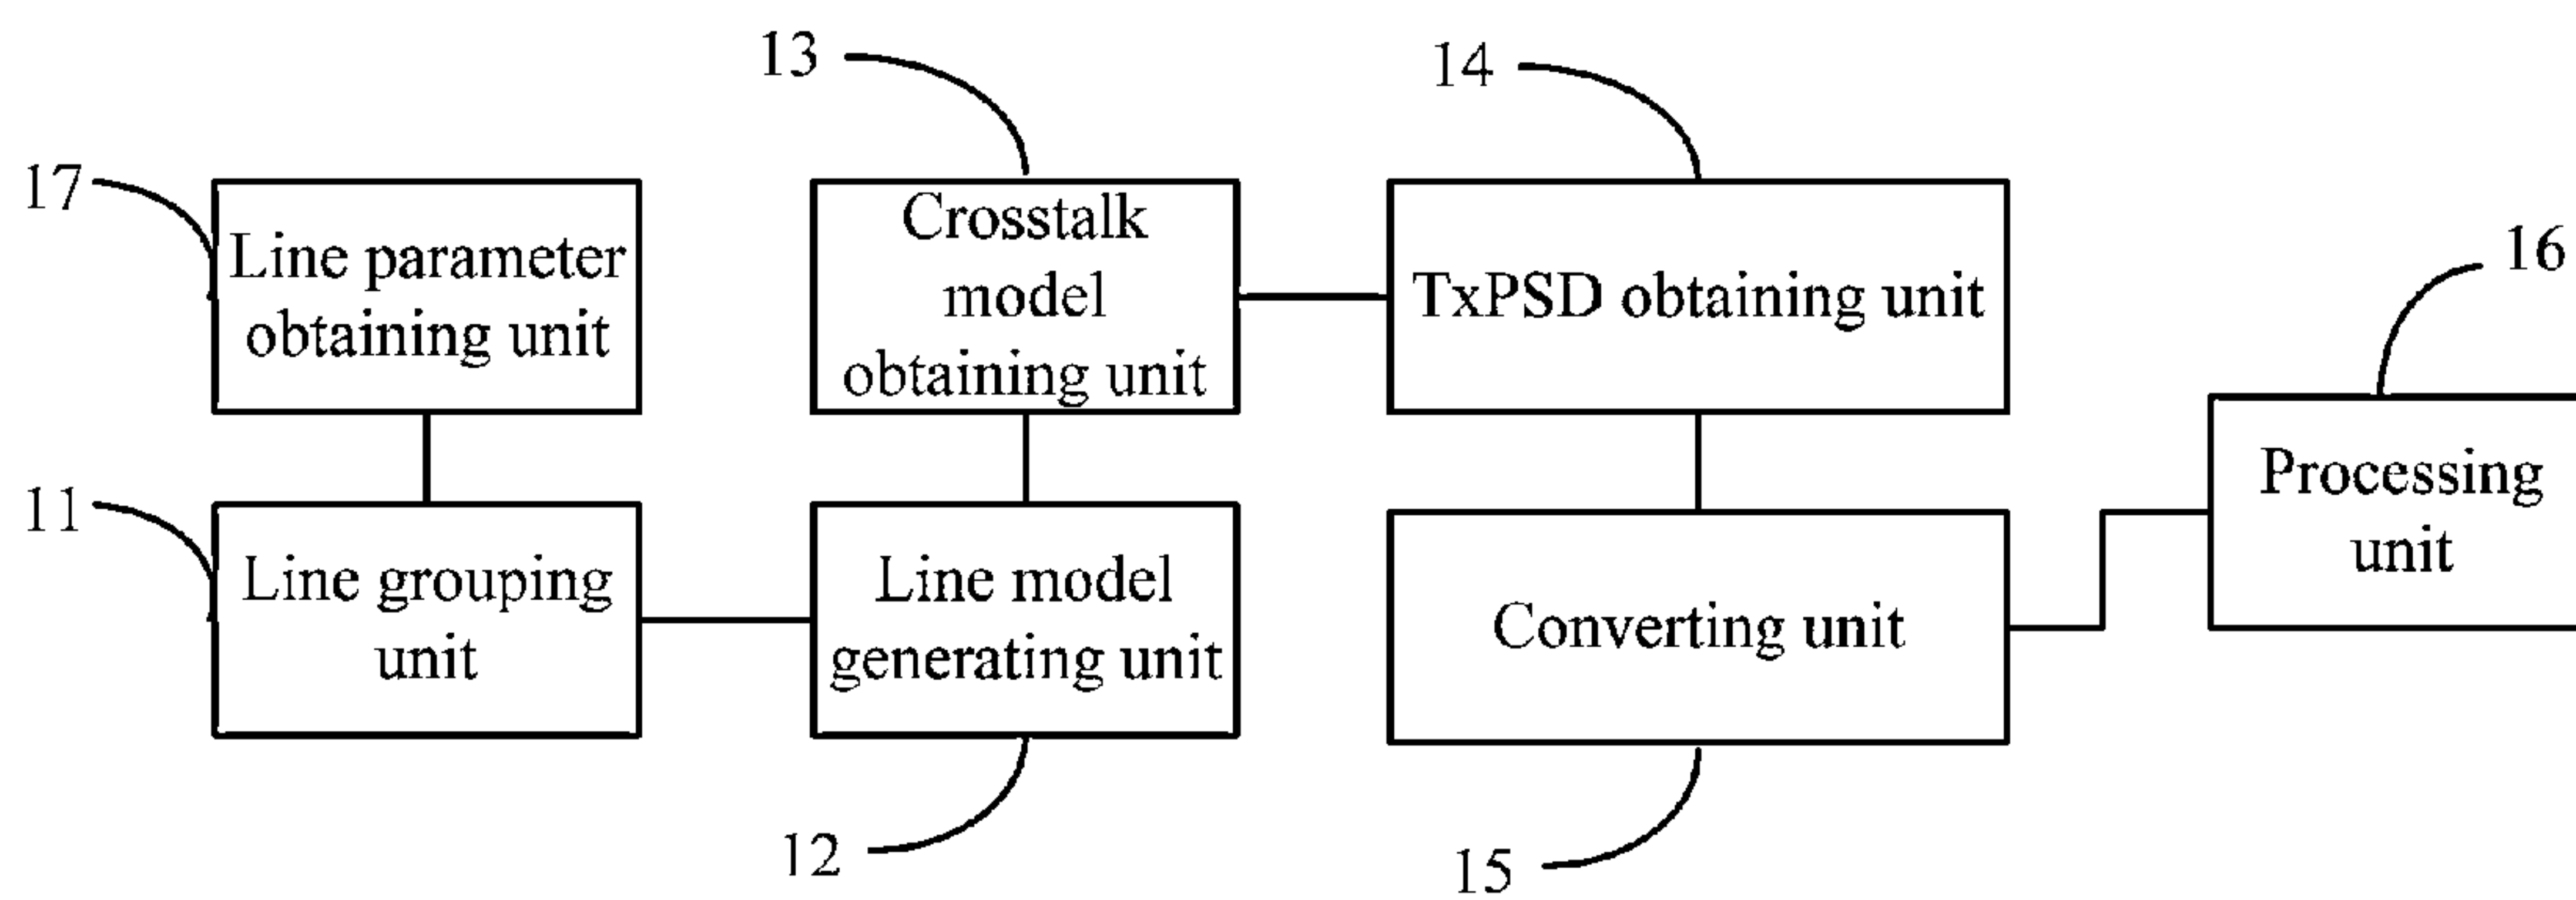 13
14
17
Line parameter
obtaining unit
Crosstalk
model
obtaining unit
TxPSD obtaining unit
16
Processing
unit
11
Line grouping
unit
Line model
generating unit
Converting unit
12
15